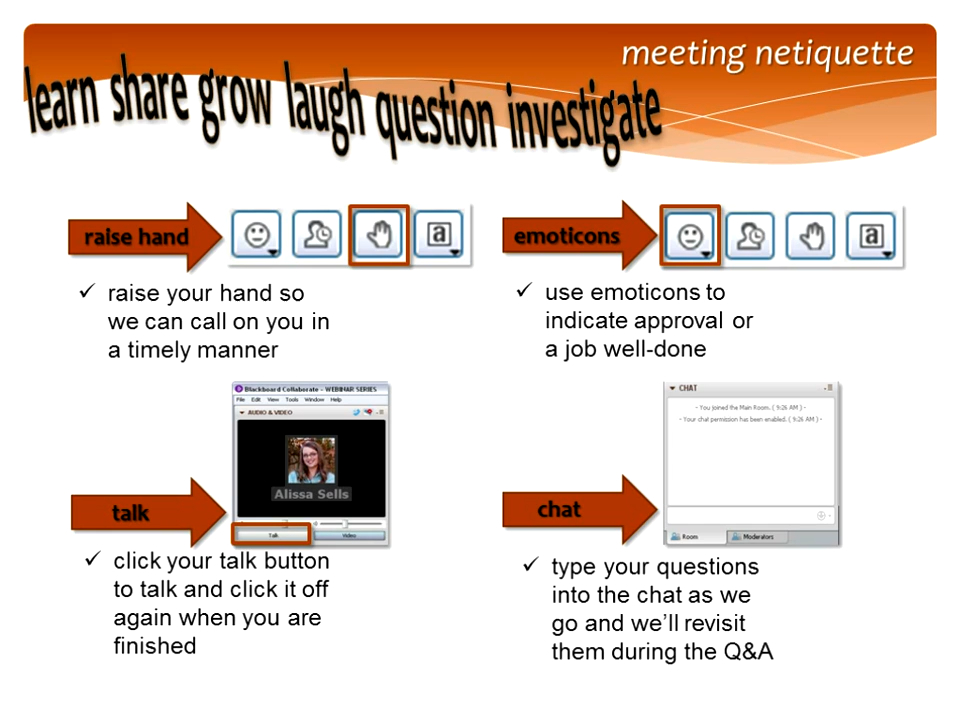 meeting netiquette
learn share grow laugh question investigate
raise hand
a
raise your hand so
we can call on you in
a timely manner
emoticons
a
use emoticons to
indicate approval or
a job well-done
Blackboard Collaborate - WEBINAR SERIES
File Edit View Tools Window Help
AUDIO & VIDEO
Alissa Sells
Talk
Video
talk
click your talk button
to talk and click it off
again when you are
finished
CHAT
- You joined the Main Room. ( 9:26 AM ) -
- Your chat permission has been enabled. ( 9:26 AM ) -
Room
Moderators
chat
type your questions
into the chat as we
go and we'll revisit
them during the Q&A